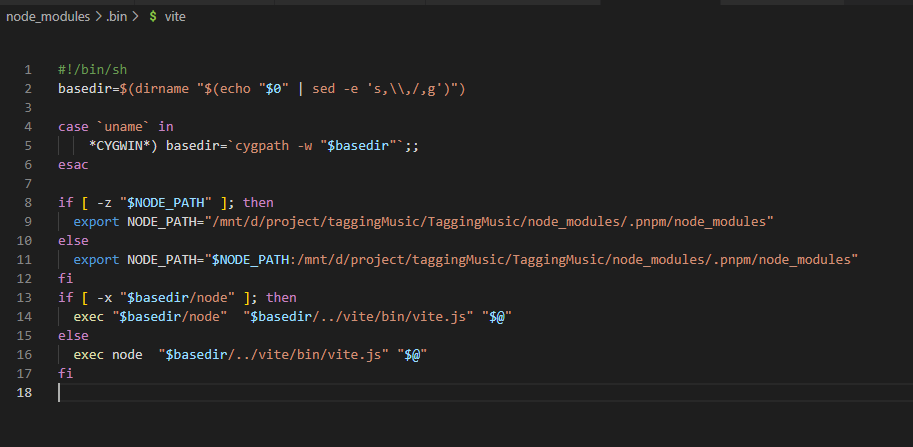 node_modules > .bin > $ vite
1 #!/bin/sh
2 basedir=$(dirname "$(echo "$0" | sed -e 's,\\,/,g')")
3
4 case `uname` in
5     *CYGWIN*) basedir=`cygpath -w "$basedir"`;;
6 esac
7
8 if [ -z "$NODE_PATH" ]; then
9   export NODE_PATH="/mnt/d/project/taggingMusic/TaggingMusic/node_modules/.pnpm/node_modules"
10 else
11   export NODE_PATH="$NODE_PATH:/mnt/d/project/taggingMusic/TaggingMusic/node_modules/.pnpm/node_modules"
12 fi
13 if [ -x "$basedir/node" ]; then
14   exec "$basedir/node"  "$basedir/../vite/bin/vite.js" "$@"
15 else
16   exec node  "$basedir/../vite/bin/vite.js" "$@"
17 fi
18